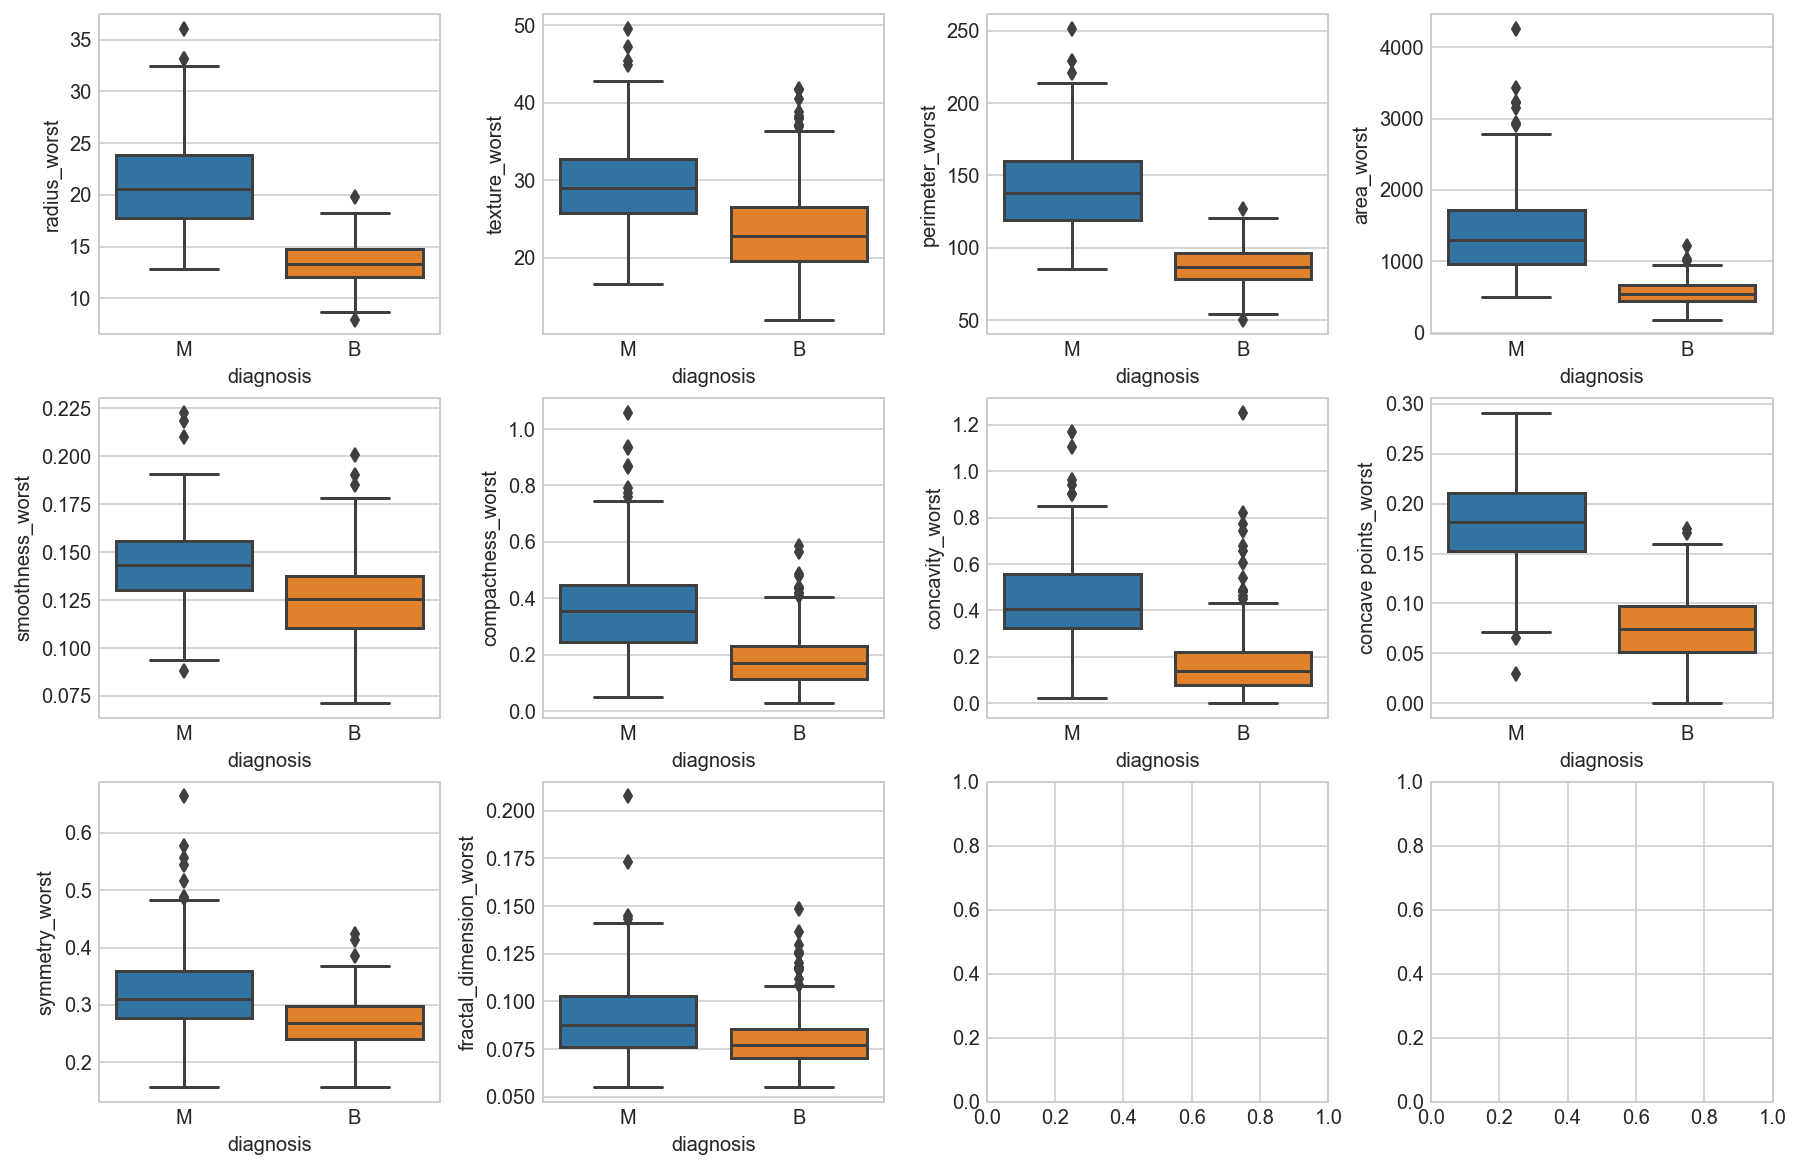 radius_worst
35
30
25
20
15
10
M B
diagnosis
texture_worst
50
40
30
20
M B
diagnosis
perimeter_worst
250
200
150
100
50
M B
diagnosis
area_worst
4000
3000
2000
1000
0
M B
diagnosis
smoothness_worst
0.225
0.200
0.175
0.150
0.125
0.100
0.075
M B
diagnosis
compactness_worst
1.0
0.8
0.6
0.4
0.2
0.0
M B
diagnosis
concavity_worst
1.2
1.0
0.8
0.6
0.4
0.2
0.0
M B
diagnosis
concave points_worst
0.30
0.25
0.20
0.15
0.10
0.05
0.00
M B
diagnosis
symmetry_worst
0.6
0.5
0.4
0.3
0.2
M B
diagnosis
fractal_dimension_worst
0.200
0.175
0.150
0.125
0.100
0.075
0.050
M B
diagnosis
1.0
0.8
0.6
0.4
0.2
0.0
0.0 0.2 0.4 0.6 0.8 1.0
1.0
0.8
0.6
0.4
0.2
0.0
0.0 0.2 0.4 0.6 0.8 1.0